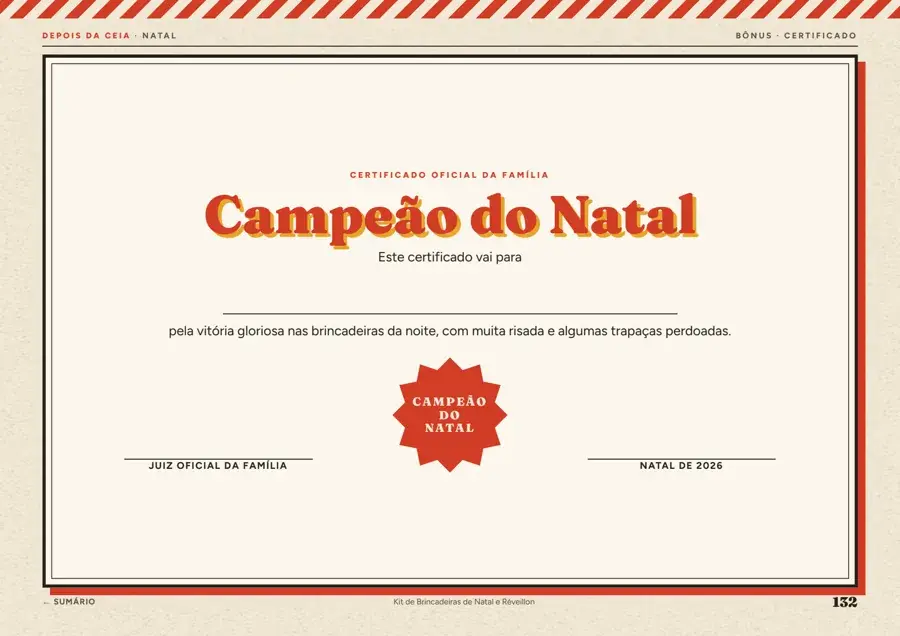 DEPOIS DA CEIA · NATAL
BÔNUS · CERTIFICADO
CERTIFICADO OFICIAL DA FAMÍLIA
Campeão do Natal
Este certificado vai para
pela vitória gloriosa nas brincadeiras da noite, com muita risada e algumas trapaças perdoadas.
CAMPEÃO
DO
NATAL
JUIZ OFICIAL DA FAMÍLIA
NATAL DE 2026
← SUMÁRIO
Kit de Brincadeiras de Natal e Réveillon
132